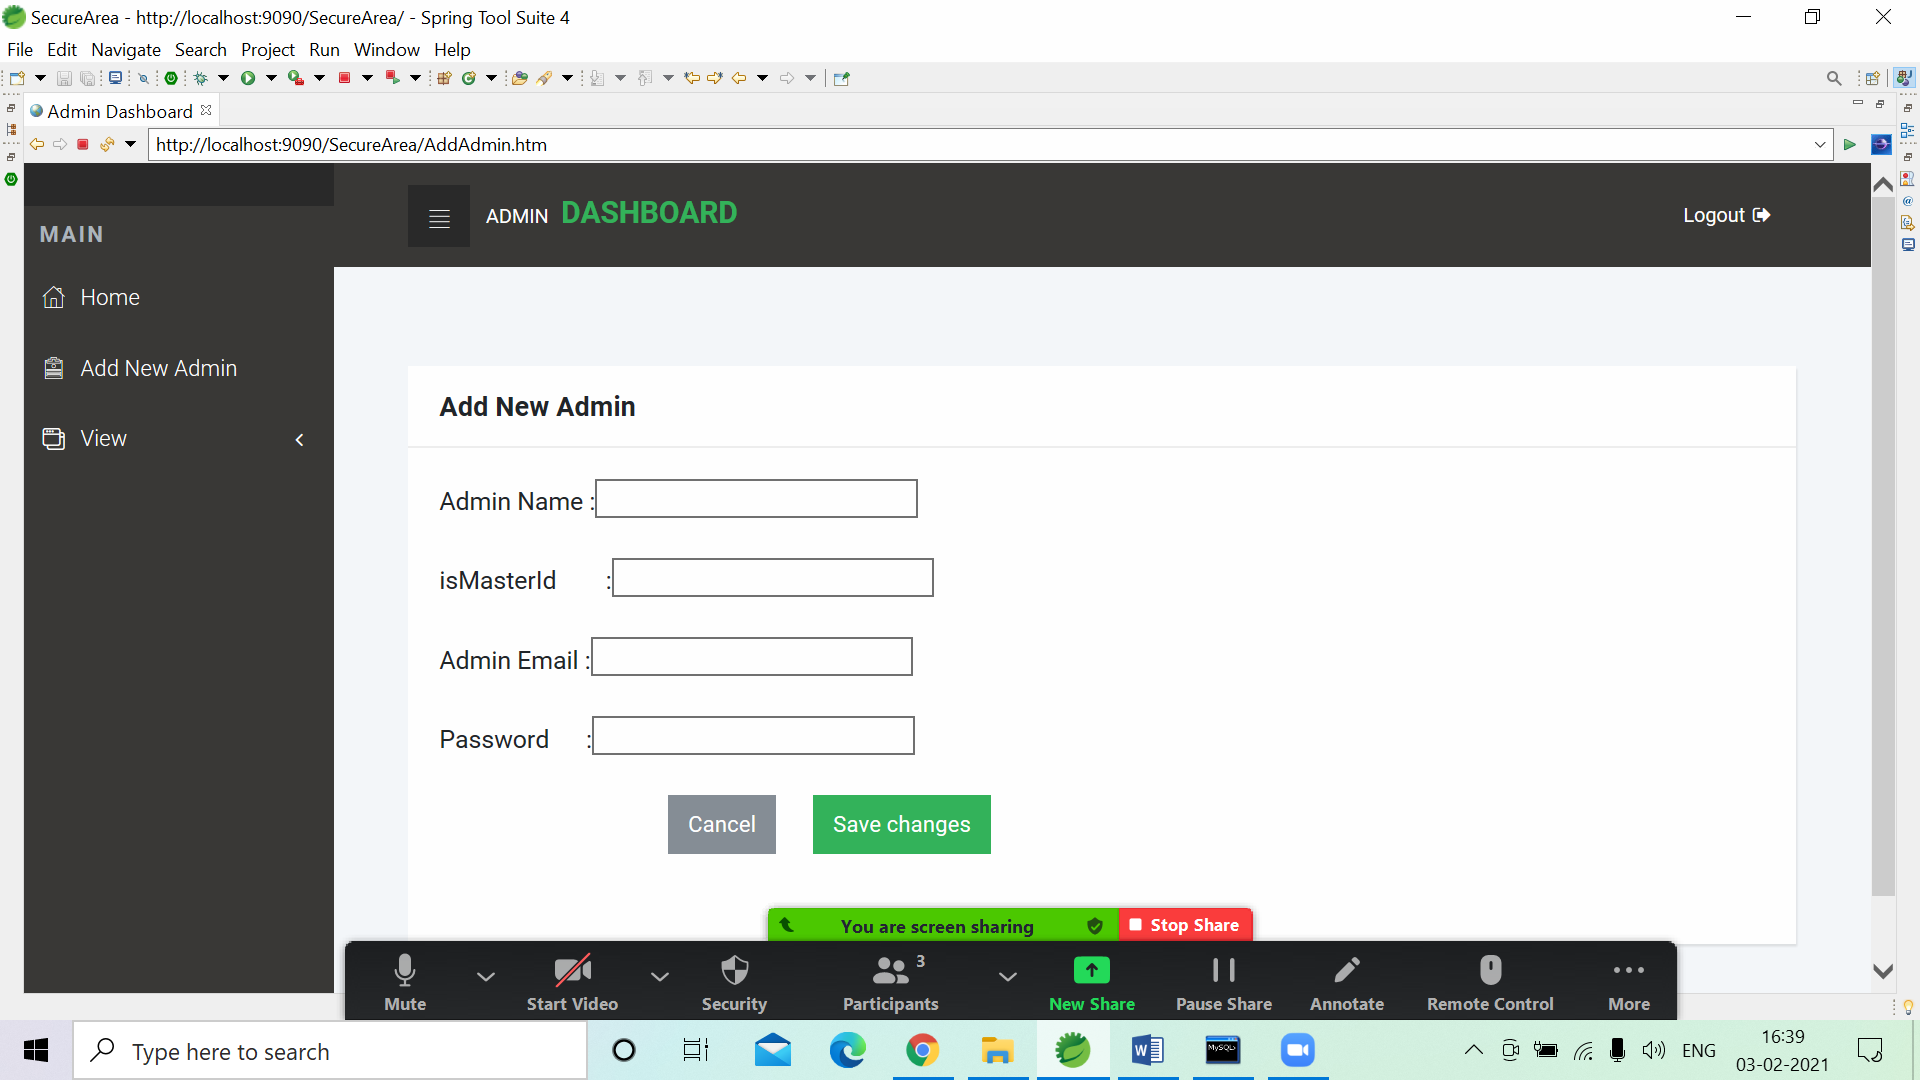 SecureArea - http://localhost:9090/SecureArea/ - Spring Tool Suite 4
File Edit Navigate Search Project Run Window Help
Admin Dashboard
http://localhost:9090/SecureArea/AddAdmin.htm
ADMIN DASHBOARD
Logout
MAIN
Home
Add New Admin
View
Add New Admin
Admin Name :
isMasterId :
Admin Email :
Password :
Cancel
Save changes
You are screen sharing
Stop Share
Mute
Start Video
Security
3
Participants
New Share
Pause Share
Annotate
Remote Control
More
Type here to search
MySQL>
ENG
16:39
03-02-2021